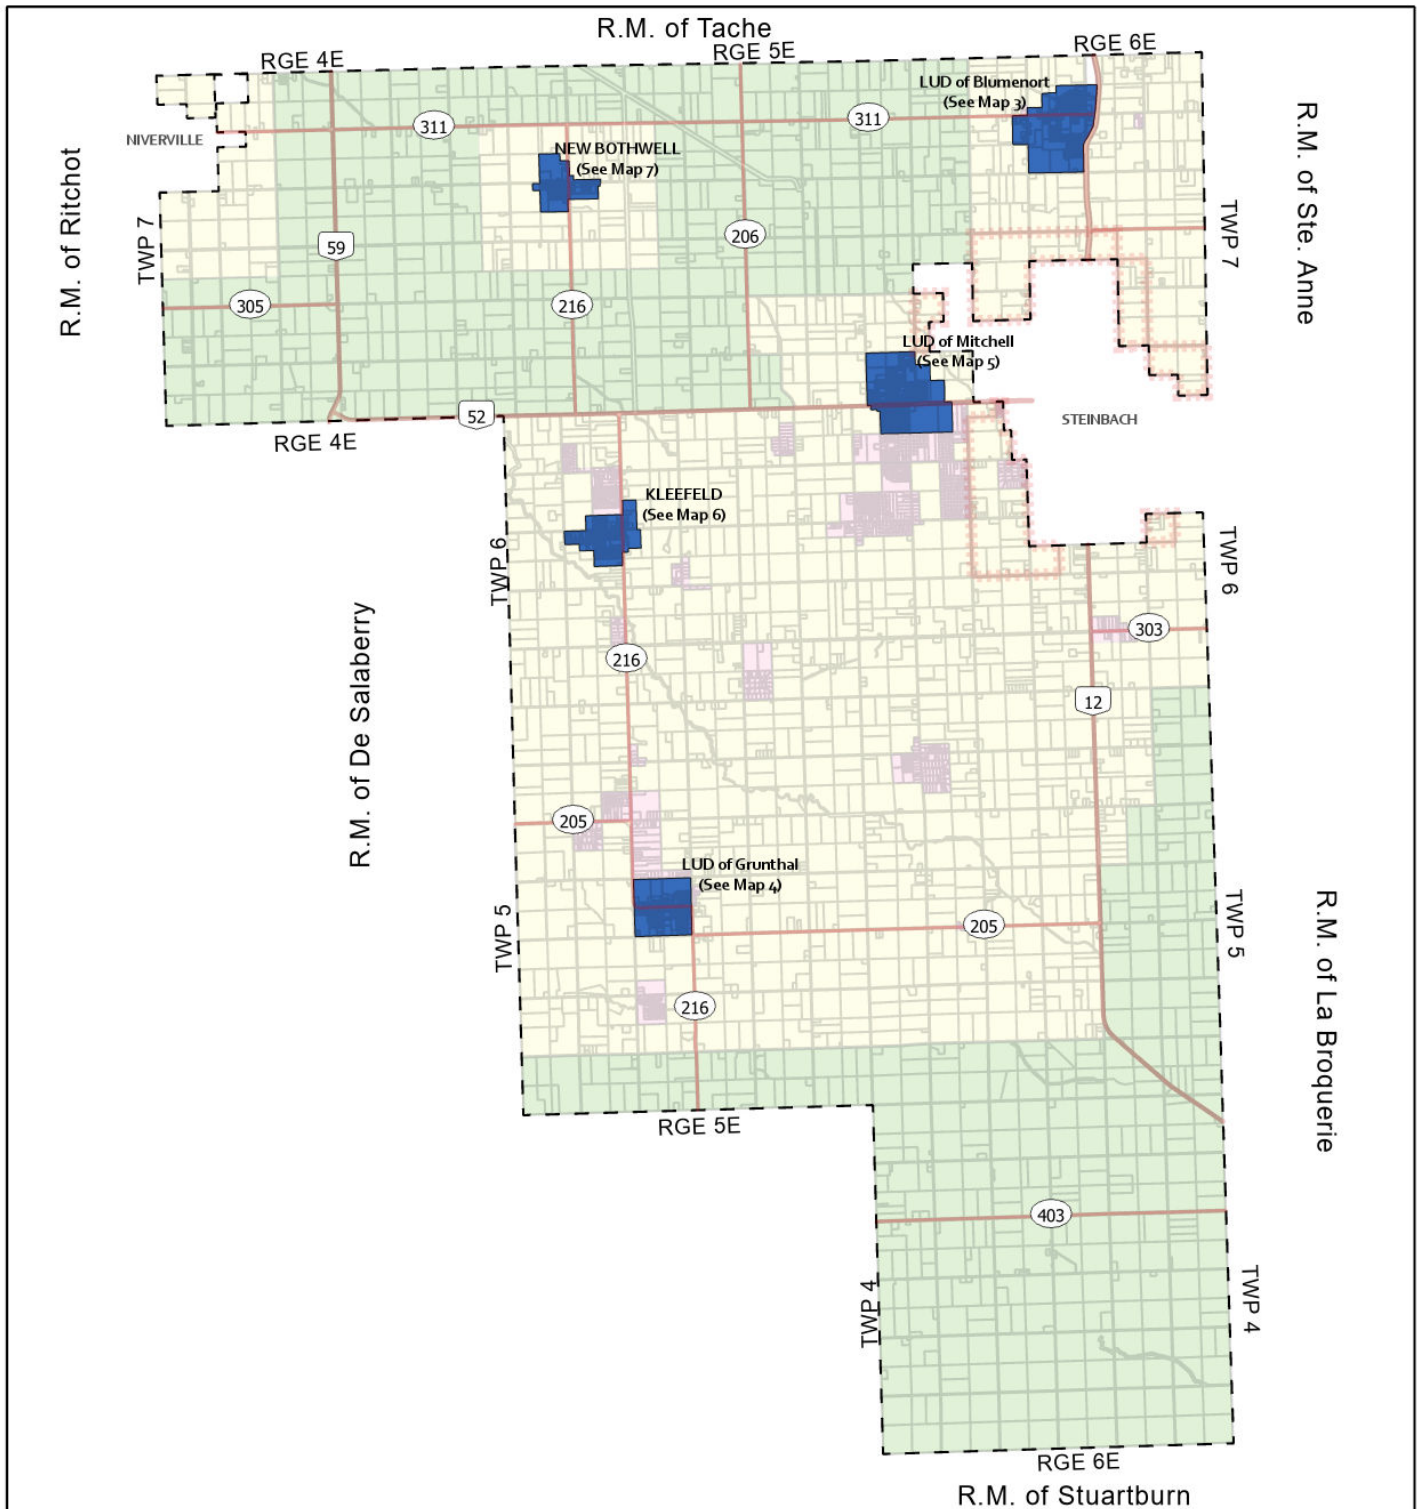 R.M. of Tache
RGE 4E
RGE 5E
RGE 6E
LUD of Blumenort
(See Map 3)
311
311
NIVERVILLE
NEW BOTHWELL
(See Map 7)
R.M. of Ritchot
R.M. of Ste. Anne
TWP 7
TWP 7
59
206
305
216
LUD of Mitchell
(See Map 5)
52
STEINBACH
RGE 4E
KLEEFELD
(See Map 6)
TWP 6
TWP 6
303
216
12
R.M. of De Salaberry
205
LUD of Grunthal
(See Map 4)
205
TWP 5
TWP 5
216
R.M. of La Broquerie
RGE 5E
403
TWP 4
TWP 4
RGE 6E
R.M. of Stuartburn